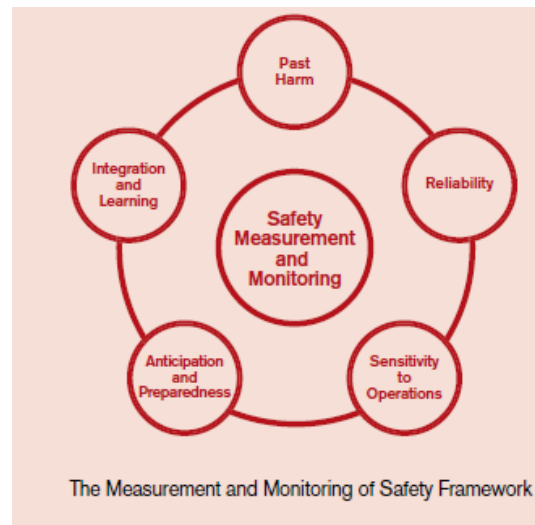 Past
Harm
Integration
and
Learning
Reliability
Safety
Measurement
and
Monitoring
Anticipation
and
Preparedness
Sensitivity
to
Operations
The Measurement and Monitoring of Safety Framework